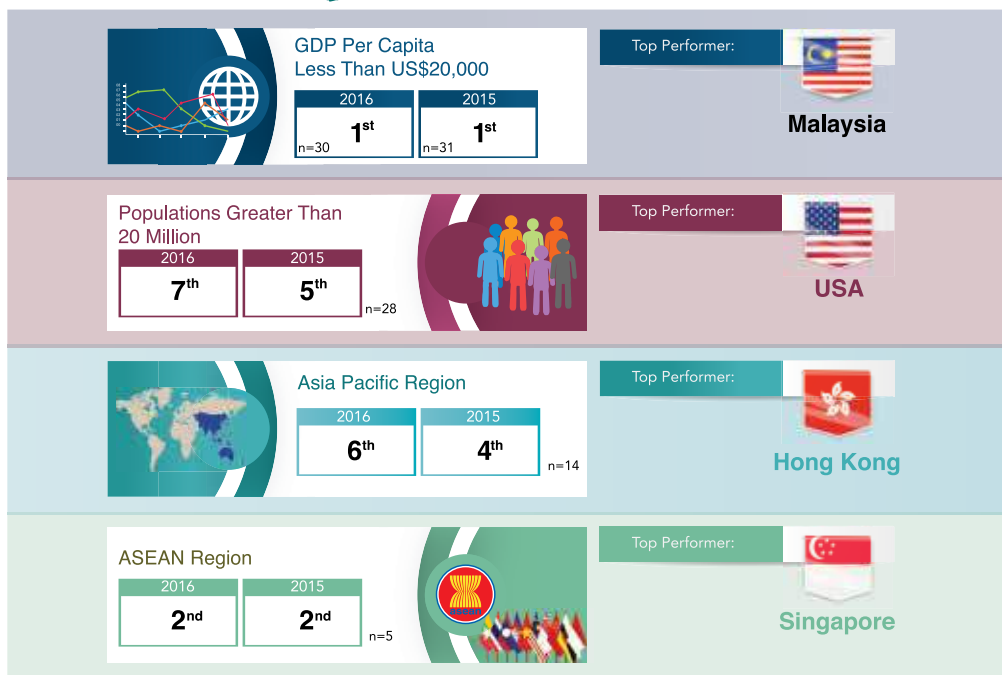 GDP Per Capita
Less Than US$20,000
2016
2015
1st
1st
n=30
n=31
Top Performer:
Malaysia
Populations Greater Than
20 Million
2016
2015
7th
5th
n=28
Top Performer:
USA
Asia Pacific Region
2016
2015
6th
4th
n=14
Top Performer:
Hong Kong
ASEAN Region
2016
2015
2nd
2nd
n=5
asean
Top Performer:
Singapore